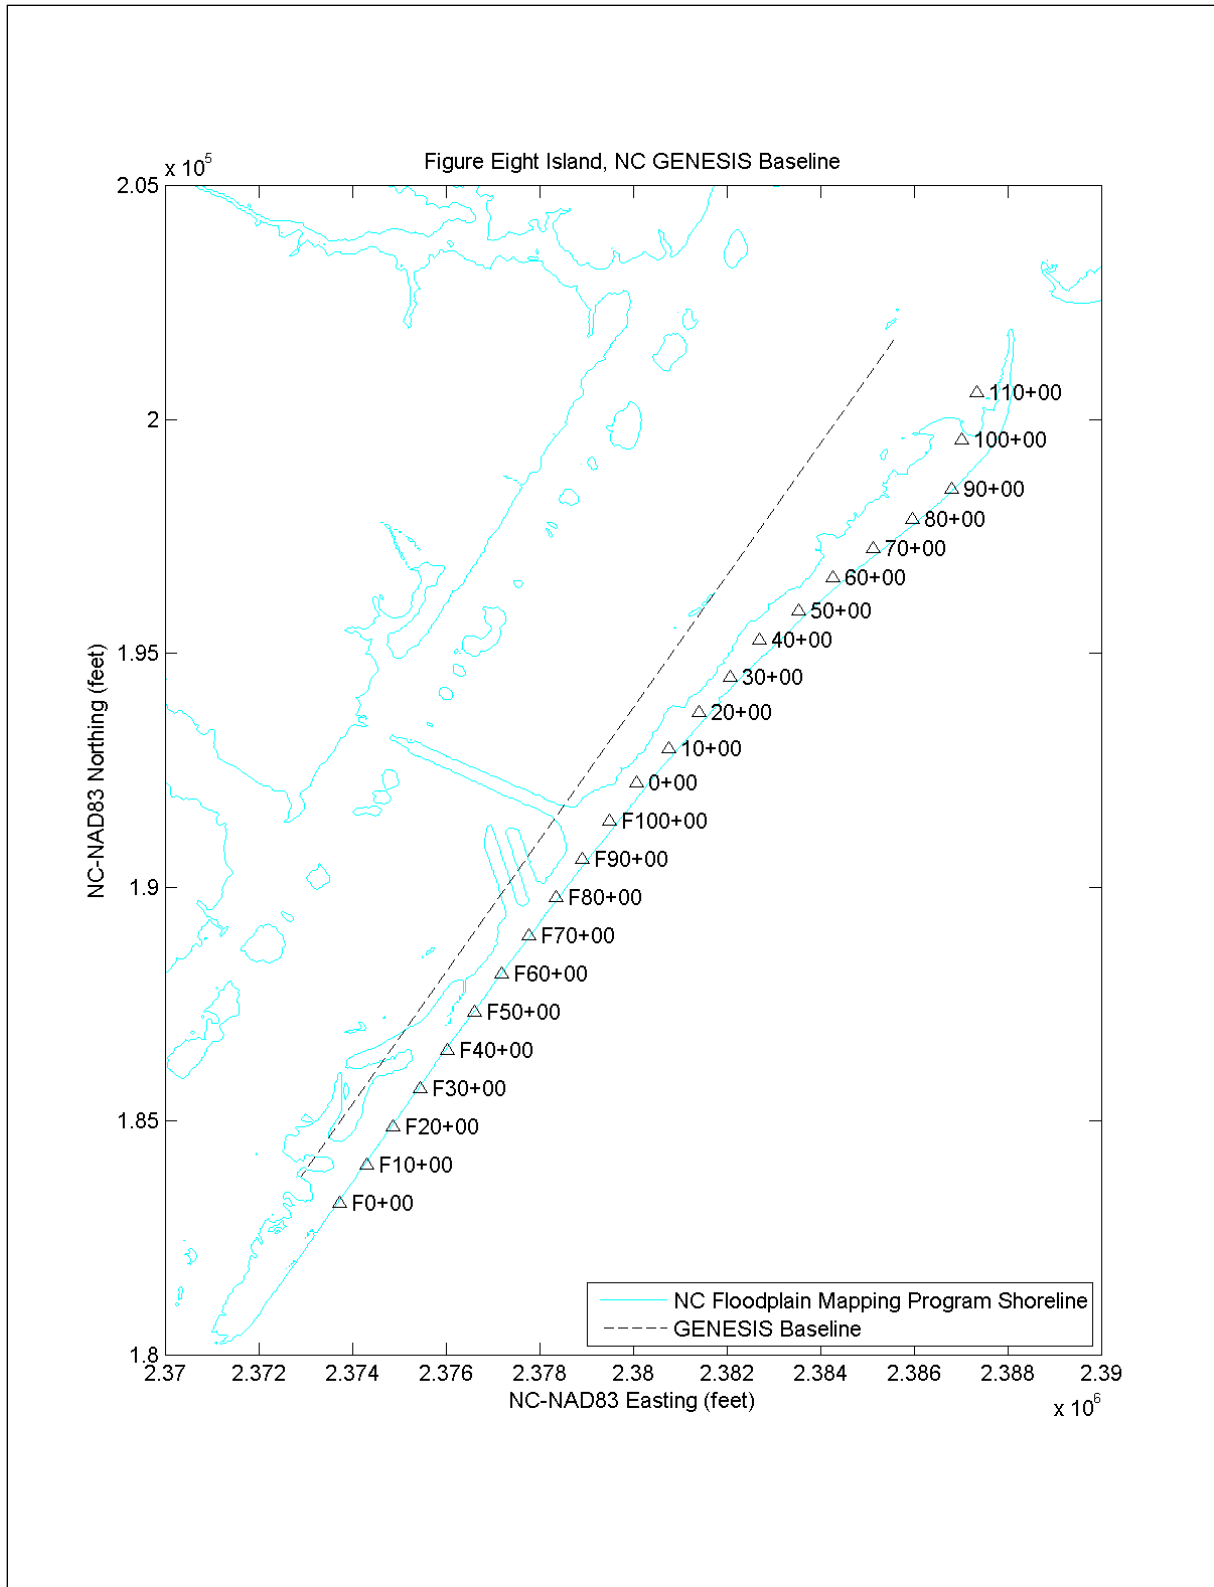 Figure Eight Island, NC GENESIS Baseline
x 10^5
2.05
2
1.95
1.9
1.85
1.8
NC-NAD83 Northing (feet)
110+00
100+00
90+00
80+00
70+00
60+00
50+00
40+00
30+00
20+00
10+00
0+00
F100+00
F90+00
F80+00
F70+00
F60+00
F50+00
F40+00
F30+00
F20+00
F10+00
F0+00
NC Floodplain Mapping Program Shoreline
GENESIS Baseline
2.37 2.372 2.374 2.376 2.378 2.38 2.382 2.384 2.386 2.388 2.39
NC-NAD83 Easting (feet)
x 10^6